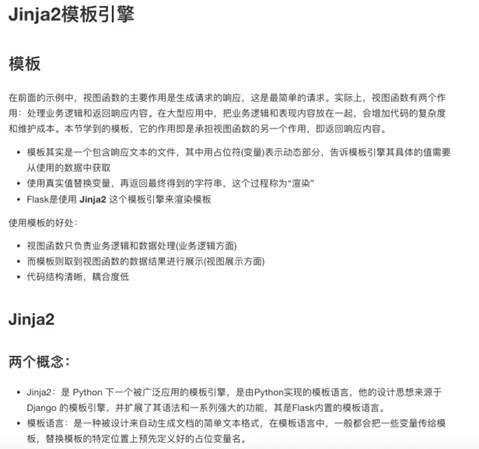 Jinja2模板引擎
模板
在前面的示例中，视图函数的主要作用是生成请求的响应，这是最简单的请求。实际上，视图函数有两个作
用：处理业务逻辑和返回响应内容。在大型应用中，把业务逻辑和表现内容放在一起，会增加代码的复杂度
和维护成本。本节学到的模板，它的作用即是承担视图函数的另一个作用，即返回响应内容。
• 模板其实是一个包含响应文本的文件，其中用占位符(变量)表示动态部分，告诉模板引擎其具体的值需要
从使用的数据中获取
• 使用真实值替换变量，再返回最终得到的字符串，这个过程称为“渲染”
• Flask是使用 Jinja2 这个模板引擎来渲染模板
使用模板的好处：
• 视图函数只负责业务逻辑和数据处理(业务逻辑方面)
• 而模板则取到视图函数的数据结果进行展示(视图展示方面)
• 代码结构清晰，耦合度低
Jinja2
两个概念：
• Jinja2：是 Python 下一个被广泛应用的模板引擎，是由Python实现的模板语言，他的设计思想来源于
Django 的模板引擎，并扩展了其语法和一系列强大的功能，其是Flask内置的模板语言。
• 模板语言：是一种被设计来自动生成文档的简单文本格式，在模板语言中，一般都会把一些变量传给模
板，替换模板的特定位置上预先定义好的占位变量名。